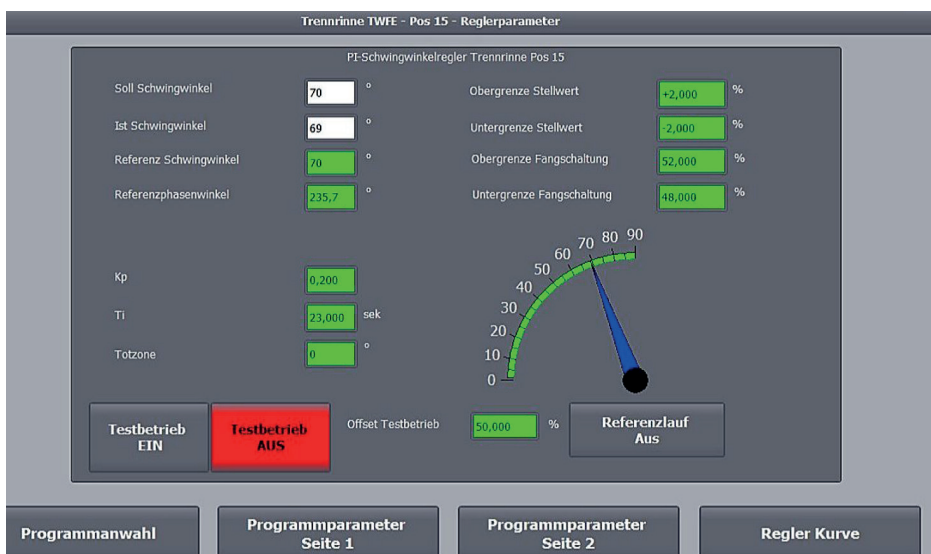 Trennrinne TWFE - Pos 15 - Reglerparameter
PI-Schwingwinkelregler Trennrinne Pos 15
Soll Schwingwinkel 70 °
Ist Schwingwinkel 69 °
Referenz Schwingwinkel 70 °
Referenzphasenwinkel 235,7 °
Obergrenze Stellwert +2,000 %
Untergrenze Stellwert -2,000 %
Obergrenze Fangschaltung 52,000 %
Untergrenze Fangschaltung 48,000 %
Kp 0,200
Ti 23,000 sek
Totzone 0 °
0
10
20
30
40
50
60
70
80
90
Testbetrieb
EIN
Testbetrieb
AUS
Offset Testbetrieb 50,000 %
Referenzlauf
Aus
Programmanwahl
Programmparameter
Seite 1
Programmparameter
Seite 2
Regler Kurve